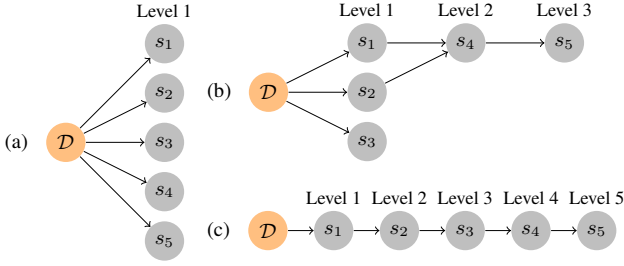 (a)
Level 1
𝒟
s₁
s₂
s₃
s₄
s₅
(b)
Level 1 Level 2 Level 3
𝒟
s₁ s₄ s₅
s₂
s₃
(c)
Level 1 Level 2 Level 3 Level 4 Level 5
𝒟 s₁ s₂ s₃ s₄ s₅